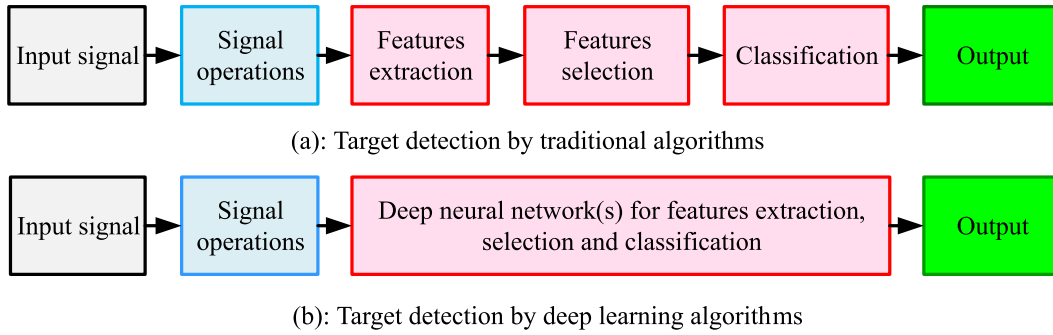 Input signal
Signal
operations
Features
extraction
Features
selection
Classification
Output
(a): Target detection by traditional algorithms
Input signal
Signal
operations
Deep neural network(s) for features extraction,
selection and classification
Output
(b): Target detection by deep learning algorithms